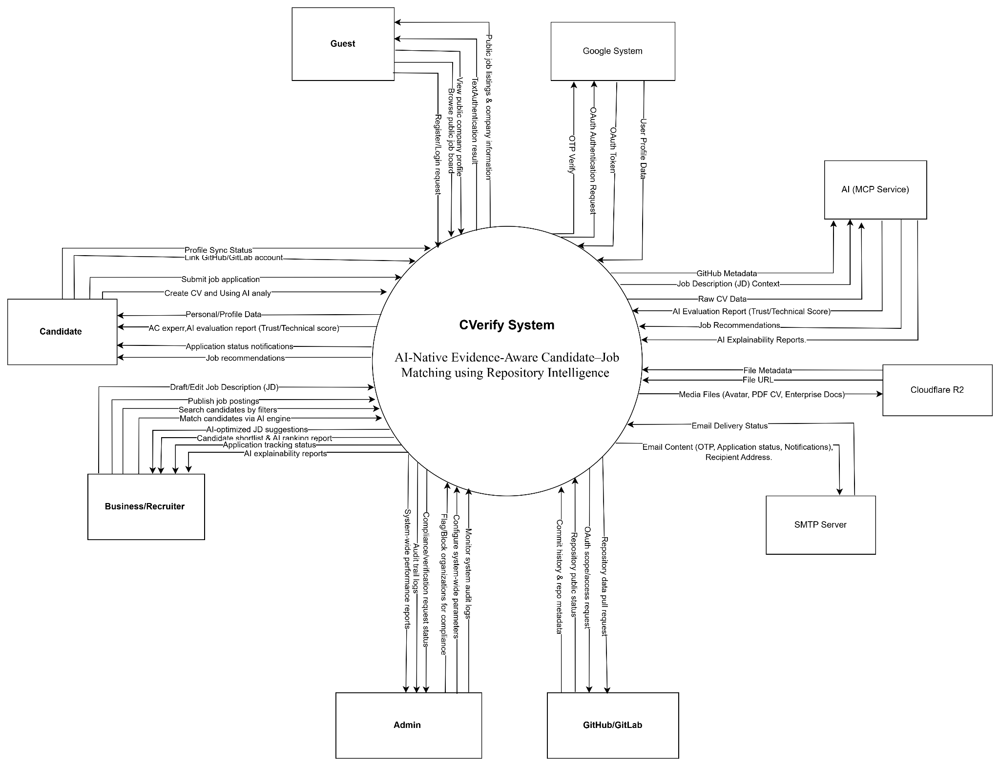 Guest
Google System
Public job listings & company information
TextAuthentication result
View public company profile
Browse public job board
Register/Login request
OTP Verify
OAuth Authentication Request
OAuth Token
User Profile Data
AI (MCP Service)
Profile Sync Status
Link GitHub/GitLab account
Submit job application
Create CV and Using AI analy
Personal/Profile Data
AC experr,AI evaluation report (Trust/Technical score)
Application status notifications
Job recommendations
Candidate
CVerify System
AI-Native Evidence-Aware Candidate–Job
Matching using Repository Intelligence
GitHub Metadata
Job Description (JD) Context
Raw CV Data
AI Evaluation Report (Trust/Technical Score)
Job Recommendations
AI Explainability Reports.
File Metadata
File URL
Media Files (Avatar, PDF CV, Enterprise Docs)
Cloudflare R2
Draft/Edit Job Description (JD)
Publish job postings
Search candidates by filters
Match candidates via AI engine
AI-optimized JD suggestions
Candidate shortlist & AI ranking report
Application tracking status
AI explainability reports
Business/Recruiter
Email Delivery Status
Email Content (OTP, Application status, Notifications),
Recipient Address.
SMTP Server
System-wide performance reports
Audit trail logs
Compliance/verification request status
Flag/Block organizations for compliance
Configure system-wide parameters
Monitor system audit logs
Commit history & repo metadata
Repository public status
OAuth scope/access request
Repository data pull request
Admin
GitHub/GitLab